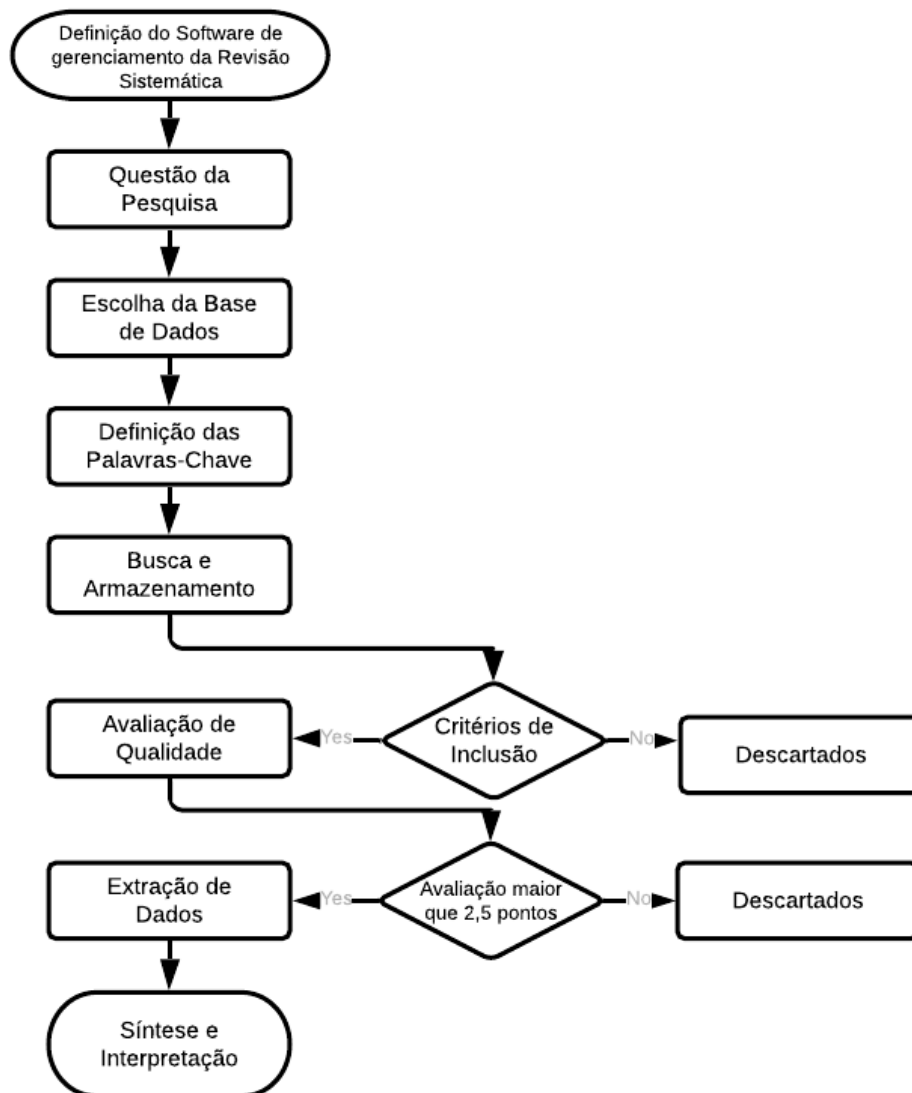 Definição do Software de
gerenciamento da Revisão
Sistemática
Questão da
Pesquisa
Escolha da Base
de Dados
Definição das
Palavras-Chave
Busca e
Armazenamento
Avaliação de
Qualidade
Yes
Critérios de
Inclusão
No
Descartados
Extração de
Dados
Yes
Avaliação maior
que 2,5 pontos
No
Descartados
Síntese e
Interpretação